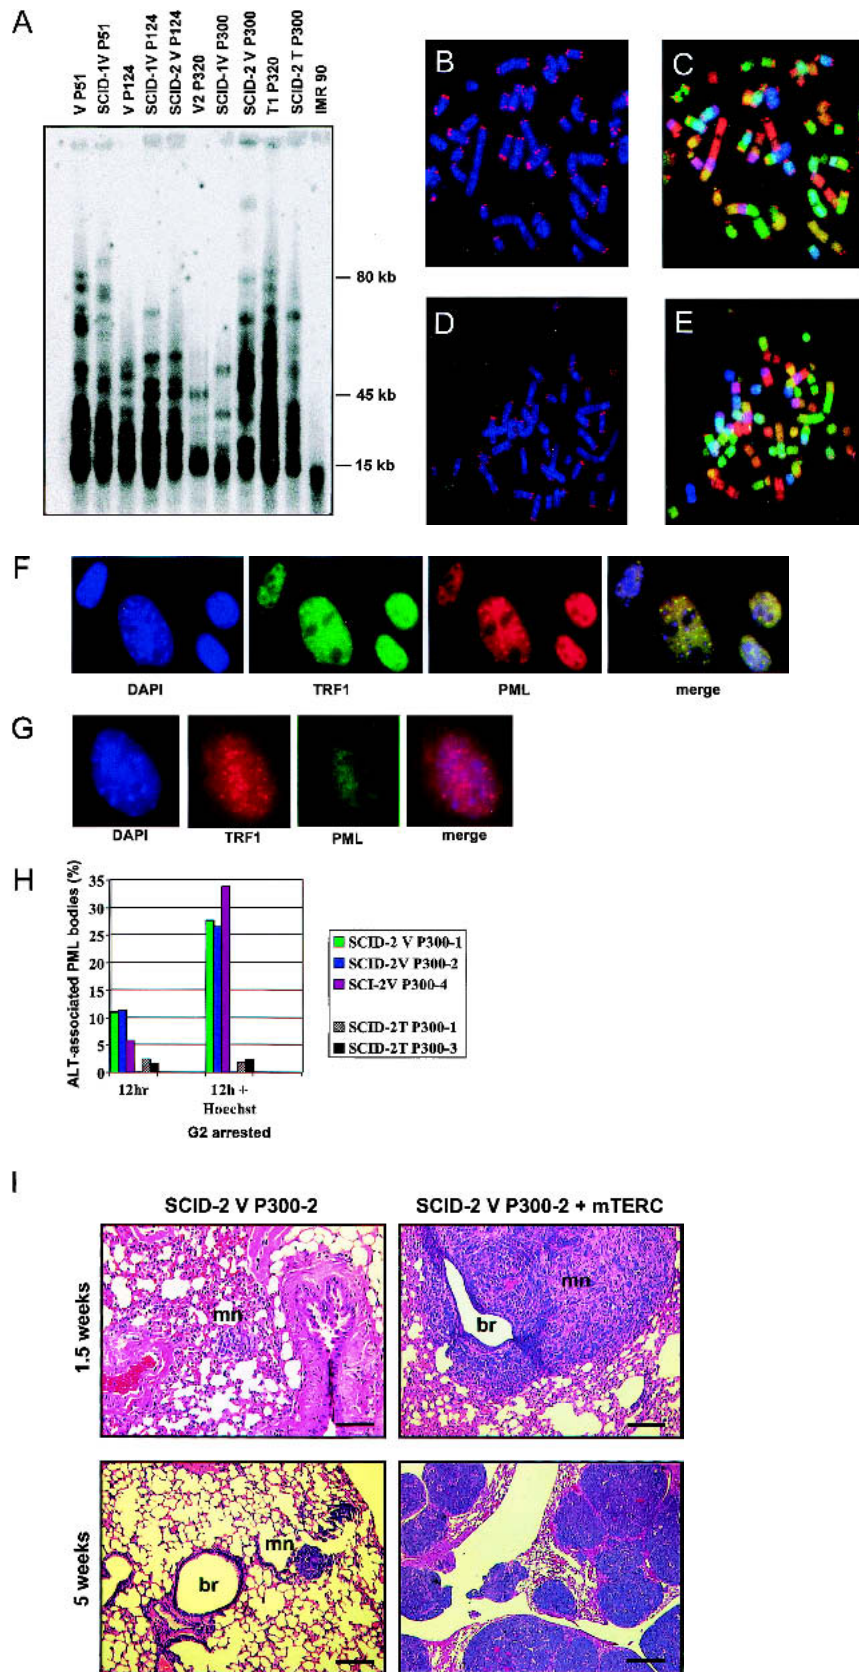 A
V P51
SCID-1V P51
V P124
SCID-1V P124
SCID-2 V P124
V2 P320
SCID-1V P300
SCID-2 V P300
T1 P320
SCID-2 T P300
IMR 90
80 kb
45 kb
15 kb
B
C
D
E
F
DAPI
TRF1
PML
merge
G
DAPI
TRF1
PML
merge
H
ALT-associated PML bodies (%)
35
30
25
20
15
10
5
0
12hr
12h +
Hoechst
G2 arrested
SCID-2 V P300-1
SCID-2V P300-2
SCI-2V P300-4
SCID-2T P300-1
SCID-2T P300-3
I
SCID-2 V P300-2
SCID-2 V P300-2 + mTERC
1.5 weeks
mn
mn
br
5 weeks
mn
br